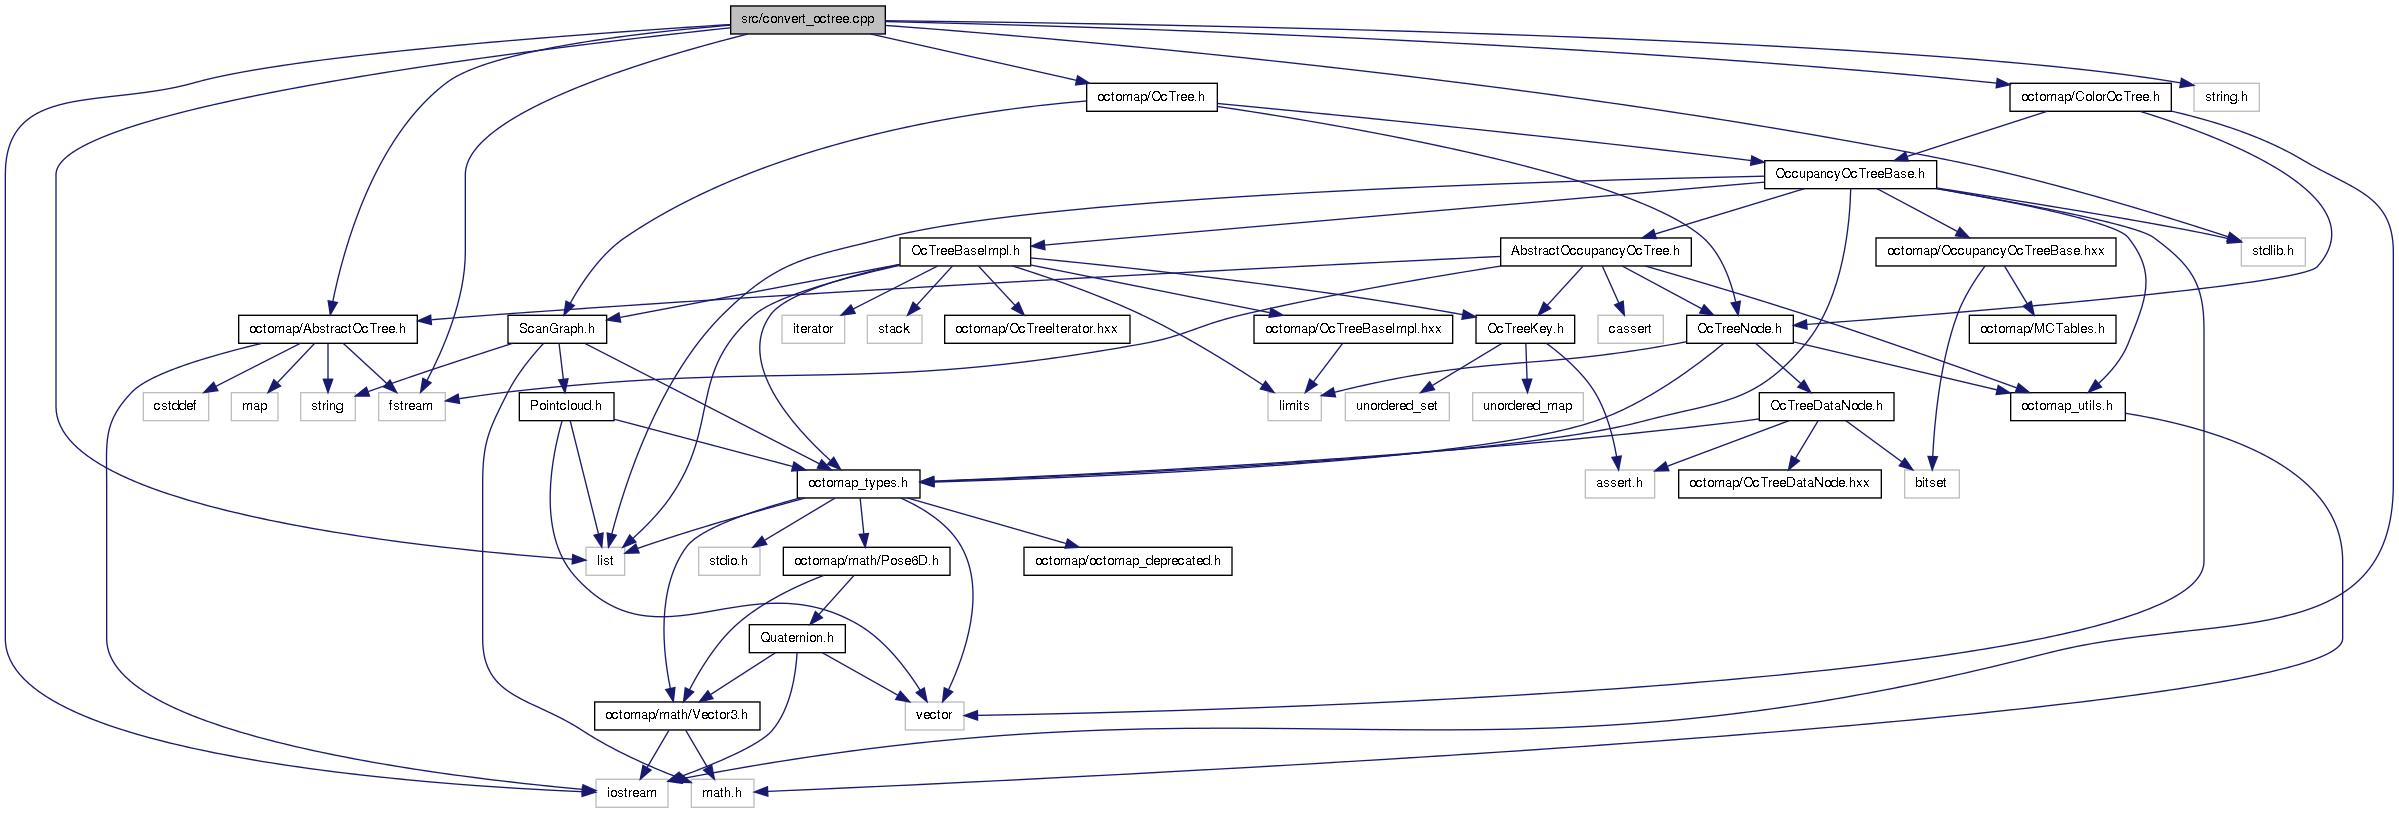 src/convert_octree.cpp
octomap/OcTree.h
octomap/ColorOcTree.h
string.h
OccupancyOcTreeBase.h
OcTreeBaseImpl.h
AbstractOccupancyOcTree.h
octomap/OccupancyOcTreeBase.hxx
stdlib.h
octomap/AbstractOcTree.h
ScanGraph.h
iterator
stack
octomap/OcTreeIterator.hxx
octomap/OcTreeBaseImpl.hxx
OcTreeKey.h
cassert
OcTreeNode.h
octomap/MCTables.h
cstddef
map
string
fstream
Pointcloud.h
limits
unordered_set
unordered_map
OcTreeDataNode.h
octomap_utils.h
octomap_types.h
assert.h
octomap/OcTreeDataNode.hxx
bitset
list
stdio.h
octomap/math/Pose6D.h
octomap/octomap_deprecated.h
Quaternion.h
octomap/math/Vector3.h
vector
iostream
math.h